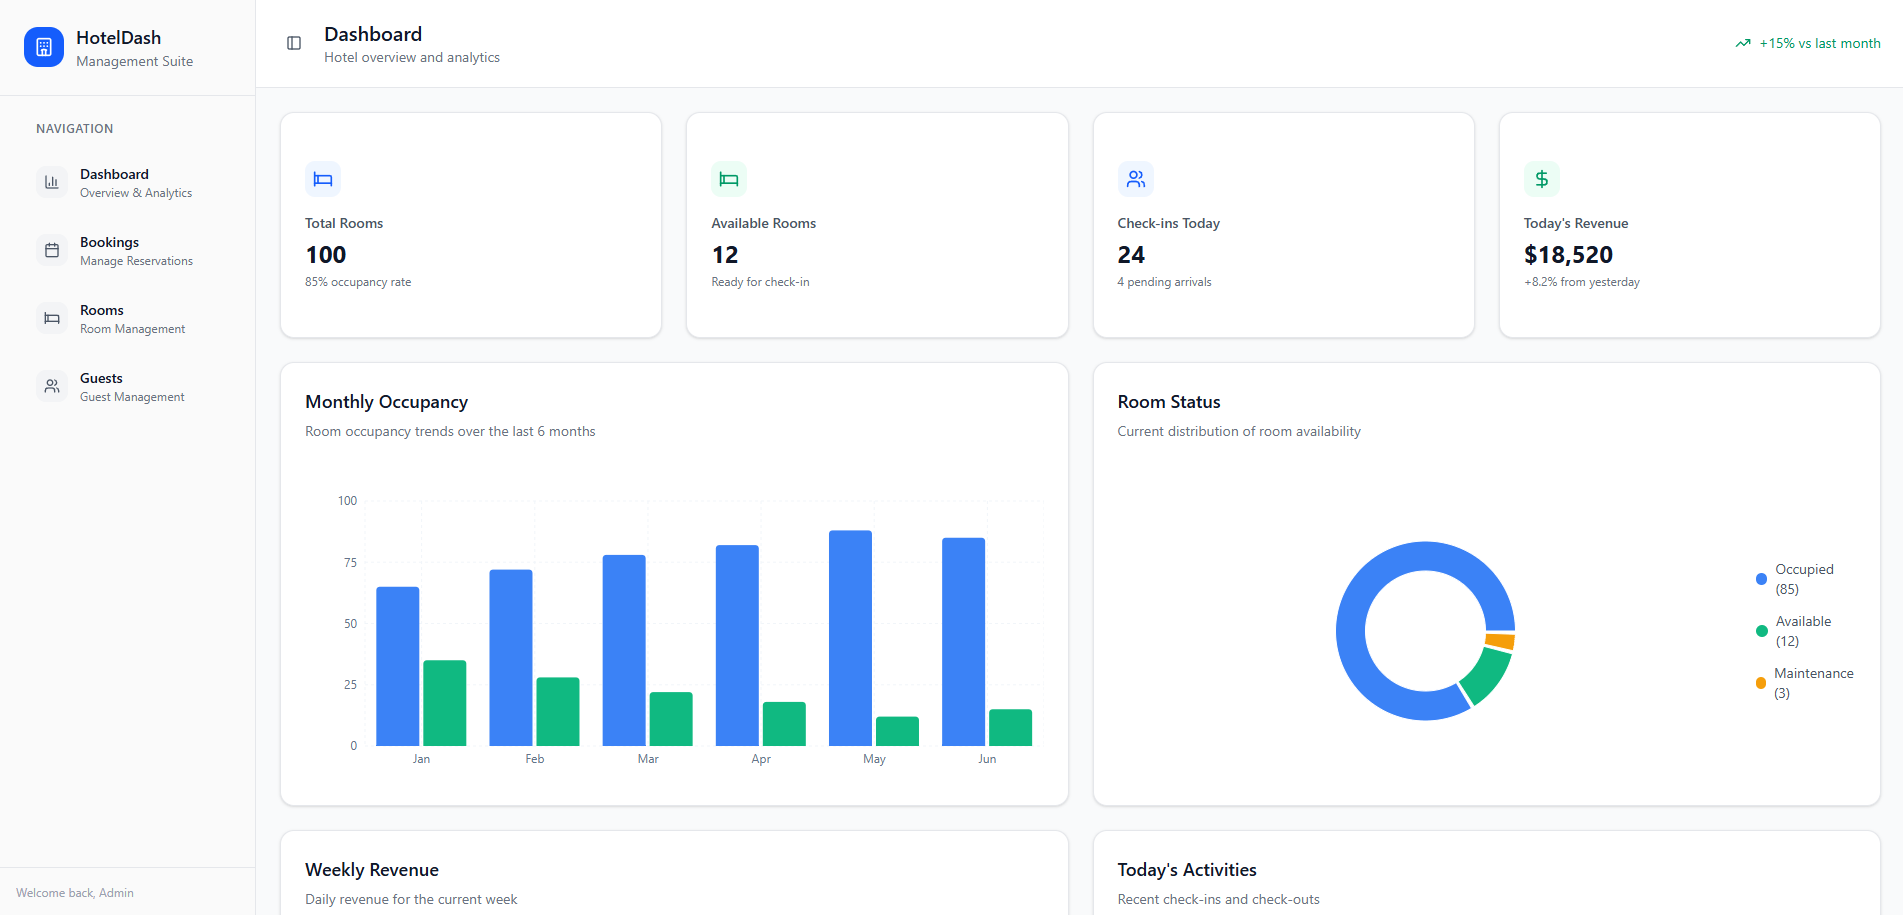 HotelDash
Management Suite
NAVIGATION
Dashboard
Overview & Analytics
Bookings
Manage Reservations
Rooms
Room Management
Guests
Guest Management
Welcome back, Admin
Dashboard
Hotel overview and analytics
+15% vs last month
Total Rooms
100
85% occupancy rate
Available Rooms
12
Ready for check-in
Check-ins Today
24
4 pending arrivals
Today's Revenue
$18,520
+8.2% from yesterday
Monthly Occupancy
Room occupancy trends over the last 6 months
100
75
50
25
0
Jan Feb Mar Apr May Jun
Room Status
Current distribution of room availability
Occupied
(85)
Available
(12)
Maintenance
(3)
Weekly Revenue
Daily revenue for the current week
Today's Activities
Recent check-ins and check-outs